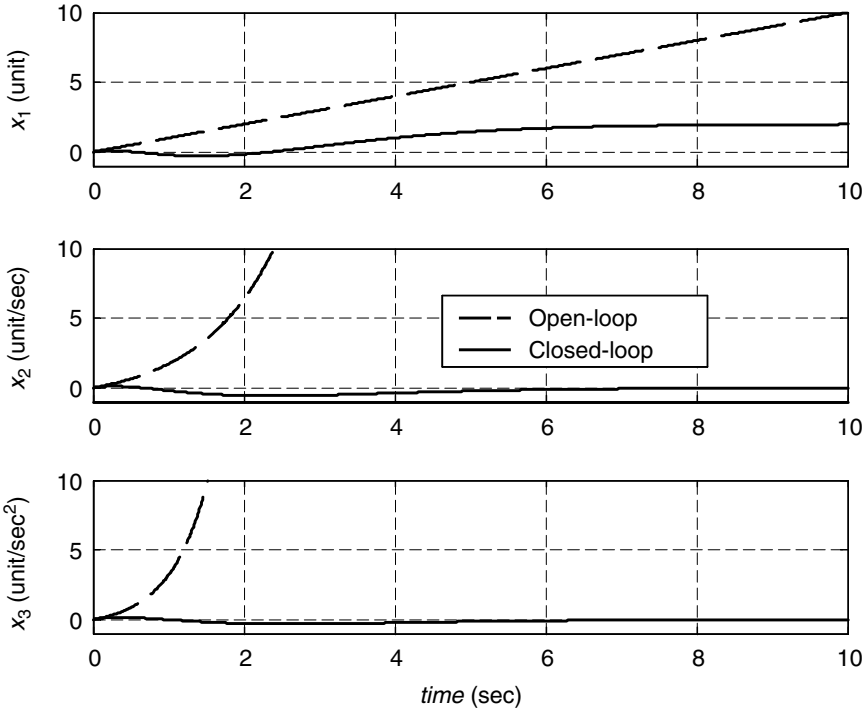 10
5
0
x1 (unit)
0 2 4 6 8 10
10
5
0
x2 (unit/sec)
Open-loop
Closed-loop
0 2 4 6 8 10
10
5
0
x3 (unit/sec2)
0 2 4 6 8 10
time (sec)